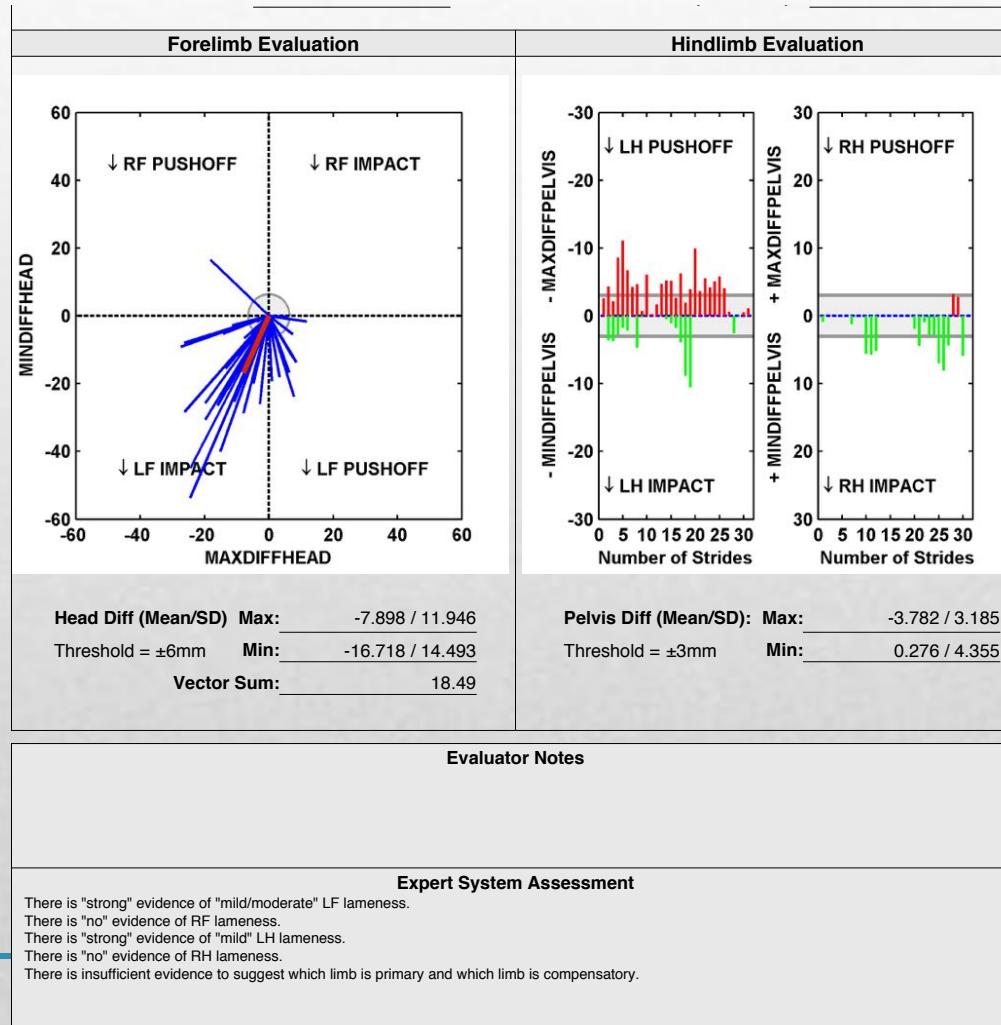 Forelimb Evaluation
Hindlimb Evaluation
60
40
20
0
-20
-40
-60
-60 -40 -20 0 20 40 60
MINDIFFHEAD
MAXDIFFHEAD
↓ RF PUSHOFF
↓ RF IMPACT
↓ LF IMPACT
↓ LF PUSHOFF
-30
-20
-10
0
-10
-20
-30
- MAXDIFFPELVIS
- MINDIFFPELVIS
↓ LH PUSHOFF
↓ LH IMPACT
0 5 10 15 20 25 30
Number of Strides
30
20
10
0
10
20
30
+ MAXDIFFPELVIS
+ MINDIFFPELVIS
↓ RH PUSHOFF
↓ RH IMPACT
0 5 10 15 20 25 30
Number of Strides
Head Diff (Mean/SD) Max: -7.898 / 11.946
Threshold = ±6mm Min: -16.718 / 14.493
Vector Sum: 18.49
Pelvis Diff (Mean/SD): Max: -3.782 / 3.185
Threshold = ±3mm Min: 0.276 / 4.355
Evaluator Notes
Expert System Assessment
There is "strong" evidence of "mild/moderate" LF lameness.
There is "no" evidence of RF lameness.
There is "strong" evidence of "mild" LH lameness.
There is "no" evidence of RH lameness.
There is insufficient evidence to suggest which limb is primary and which limb is compensatory.